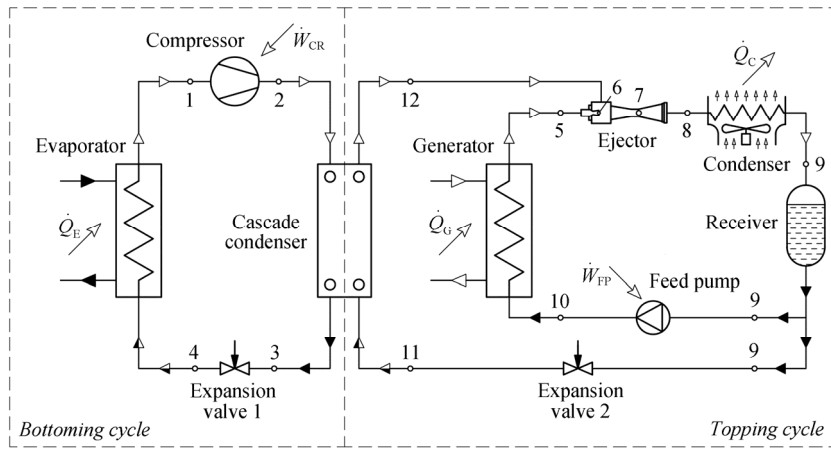 Compressor
Ẇ_CR
1
2
12
6
7
5
8
Q̇_C
Ejector
Condenser
9
Evaporator
Generator
Receiver
Q̇_E
Cascade
condenser
Q̇_G
Ẇ_FP
Feed pump
10
9
4
3
11
9
Expansion
valve 1
Expansion
valve 2
Bottoming cycle
Topping cycle